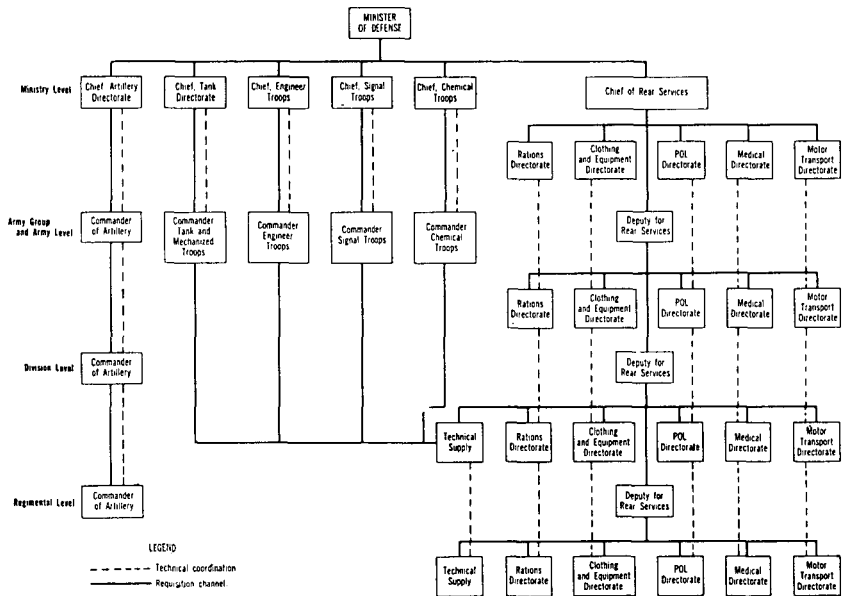 MINISTER
OF DEFENSE
Ministry Level
Chief Artillery
Directorate
Chief, Tank
Directorate
Chief, Engineer
Troops
Chief, Signal
Troops
Chief, Chemical
Troops
Chief of Rear Services
Rations
Directorate
Clothing
and Equipment
Directorate
POL
Directorate
Medical
Directorate
Motor
Transport
Directorate
Army Group
and Army Level
Commander
of Artillery
Commander
Tank and
Mechanized
Troops
Commander
Engineer
Troops
Commander
Signal Troops
Commander
Chemical
Troops
Deputy for
Rear Services
Rations
Directorate
Clothing
and Equipment
Directorate
POL
Directorate
Medical
Directorate
Motor
Transport
Directorate
Division Level
Commander
of Artillery
Deputy for
Rear Services
Technical
Supply
Rations
Directorate
Clothing
and Equipment
Directorate
POL
Directorate
Medical
Directorate
Motor
Transport
Directorate
Regimental Level
Commander
of Artillery
Deputy for
Rear Services
Technical
Supply
Rations
Directorate
Clothing
and Equipment
Directorate
POL
Directorate
Medical
Directorate
Motor
Transport
Directorate
LEGEND
Technical coordination
Requisition channel